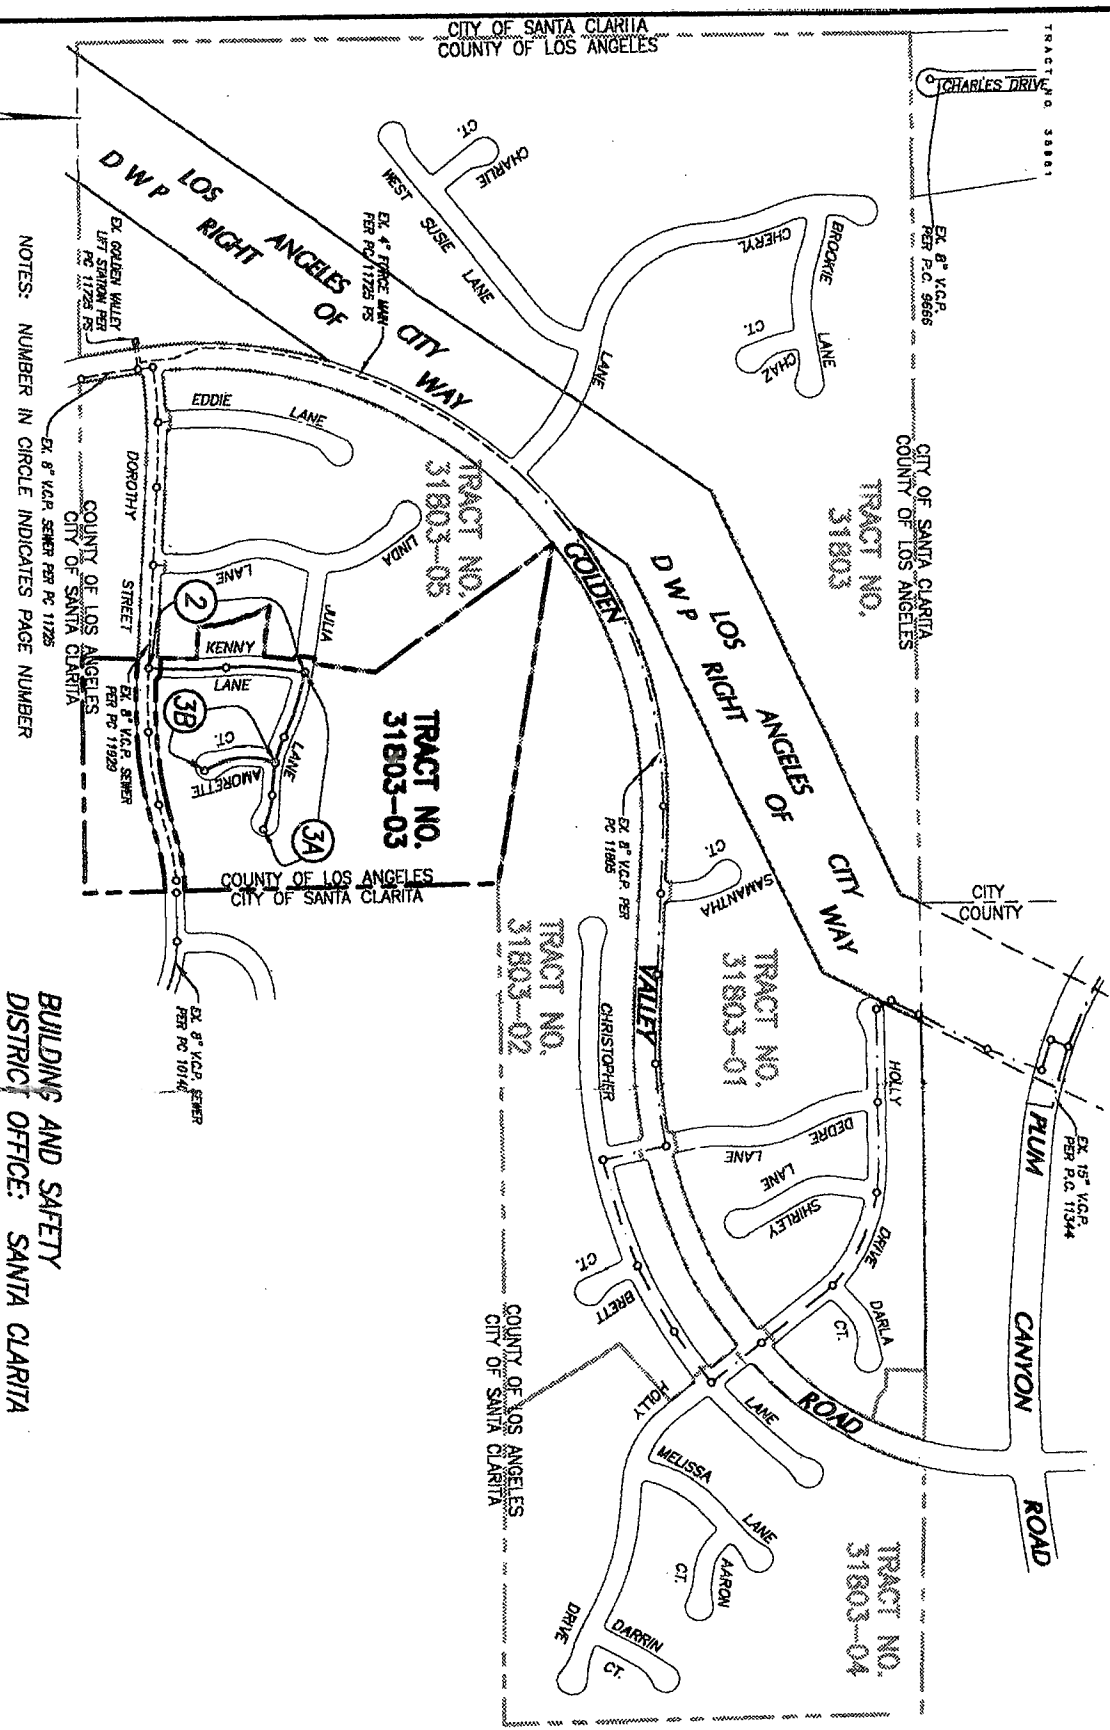 CITY OF SANTA CLARITA
COUNTY OF LOS ANGELES
TRACT NO. 35861
CHARLES DRIVE
EX. 8" V.C.P.
PER P.C. 9666
CHARLIE
CT.
WEST SUSIE LANE
CHERYL
LANE
BROOKIE
LANE
CHAZ
CT.
LOS ANGELES CITY
DWP RIGHT OF WAY
EX. 4" FORCE MAIN
PER PC 11725 PS
EX. GOLDEN VALLEY
LIFT STATION PER
PC 11725 PS
EX. 8" V.C.P. SEWER PER PC 11725
EDDIE LANE
DOROTHY STREET
LINDA
LANE
JULIA
LANE
KENNY
LANE
AMORETTE
CT.
2
3B
3A
TRACT NO.
31803-05
TRACT NO.
31803
CITY OF SANTA CLARITA
COUNTY OF LOS ANGELES
COUNTY OF LOS ANGELES
CITY OF SANTA CLARITA
EX. 8" V.C.P. SEWER
PER PC 11929
TRACT NO.
31803-03
COUNTY OF LOS ANGELES
CITY OF SANTA CLARITA
GOLDEN
VALLEY
ROAD
LOS ANGELES CITY
DWP RIGHT OF WAY
EX. 8" V.C.P. PER
PC 11805
SAMANTHA
CT.
CITY
COUNTY
TRACT NO.
31803-02
TRACT NO.
31803-01
CHRISTOPHER
LANE
HOLLY
DRIVE
DEDRE
LANE
SHIRLEY
LANE
DARLA
CT.
BRETT
CT.
EX. 15" V.C.P.
PER P.C. 11344
PLUM
CANYON
ROAD
EX. 8" V.C.P. SEWER
COUNTY OF LOS ANGELES
CITY OF SANTA CLARITA
HOLLY
DRIVE
MELISSA
LANE
AARON
CT.
DARRIN
CT.
TRACT NO.
31803-04
NOTES: NUMBER IN CIRCLE INDICATES PAGE NUMBER
BUILDING AND SAFETY
DISTRICT OFFICE: SANTA CLARITA